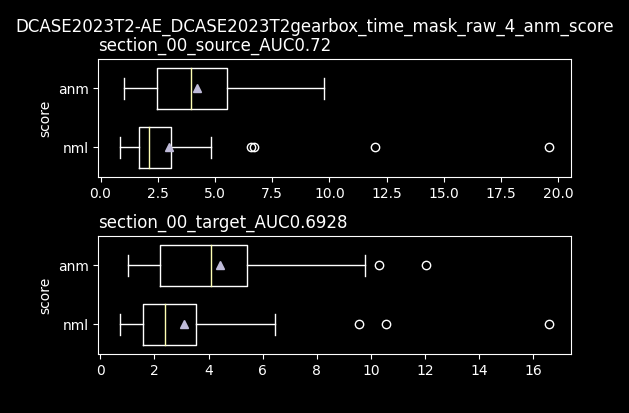 DCASE2023T2-AE_DCASE2023T2gearbox_time_mask_raw_4_anm_score
section_00_source_AUC0.72
anm
nml
score
0.0 2.5 5.0 7.5 10.0 12.5 15.0 17.5 20.0
section_00_target_AUC0.6928
anm
nml
score
0 2 4 6 8 10 12 14 16